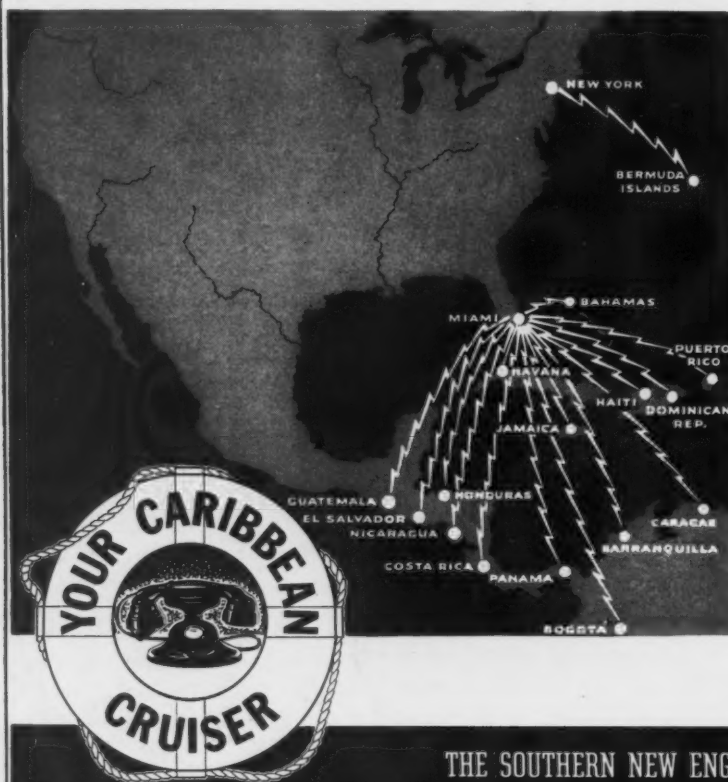 NEW YORK
BERMUDA
ISLANDS
BAHAMAS
MIAMI
PUERTO
RICO
HAVANA
HAITI
DOMINICAN
REP.
JAMAICA
GUATEMALA
HONDURAS
EL SALVADOR
NICARAGUA
CARACAS
BARRANQUILLA
COSTA RICA
PANAMA
BOGOTA
YOUR CARIBBEAN
CRUISER
THE SOUTHERN NEW ENG